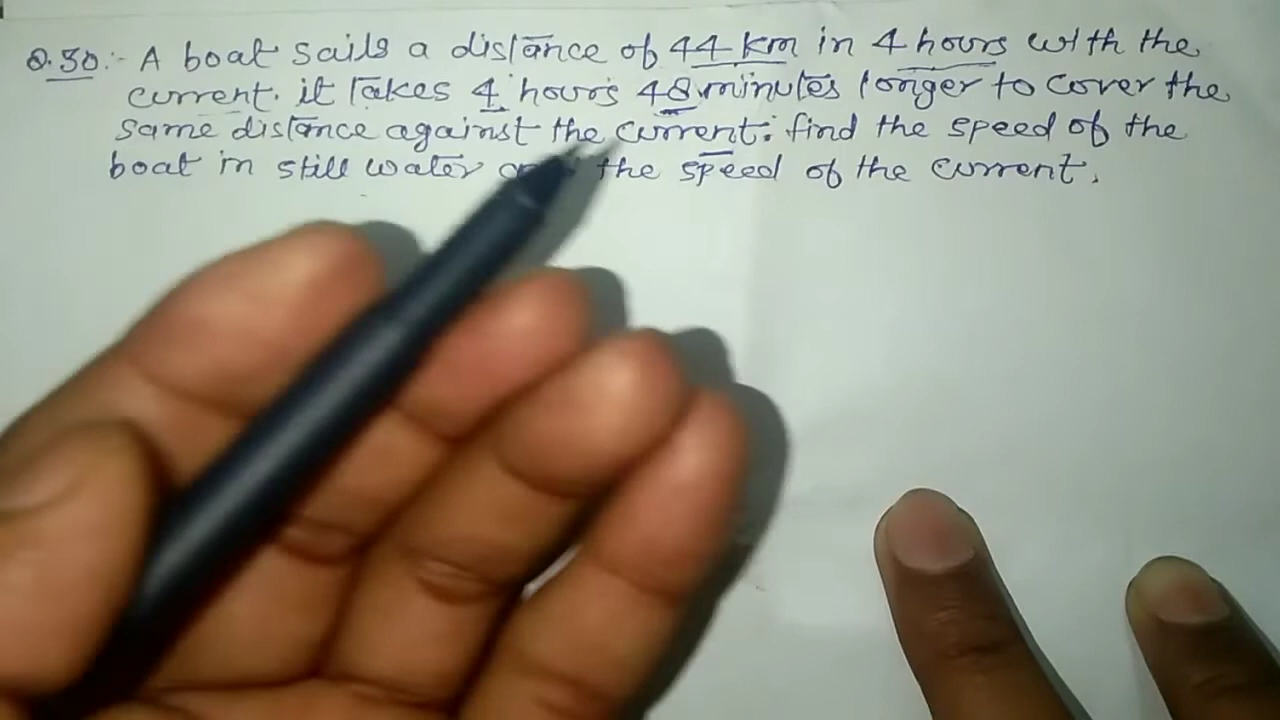 Q.30:- A boat sails a distance of 44 km in 4 hours with the
current. it takes 4 hours 48 minutes longer to cover the
same distance against the current. find the speed of the
boat in still water the speed of the current.